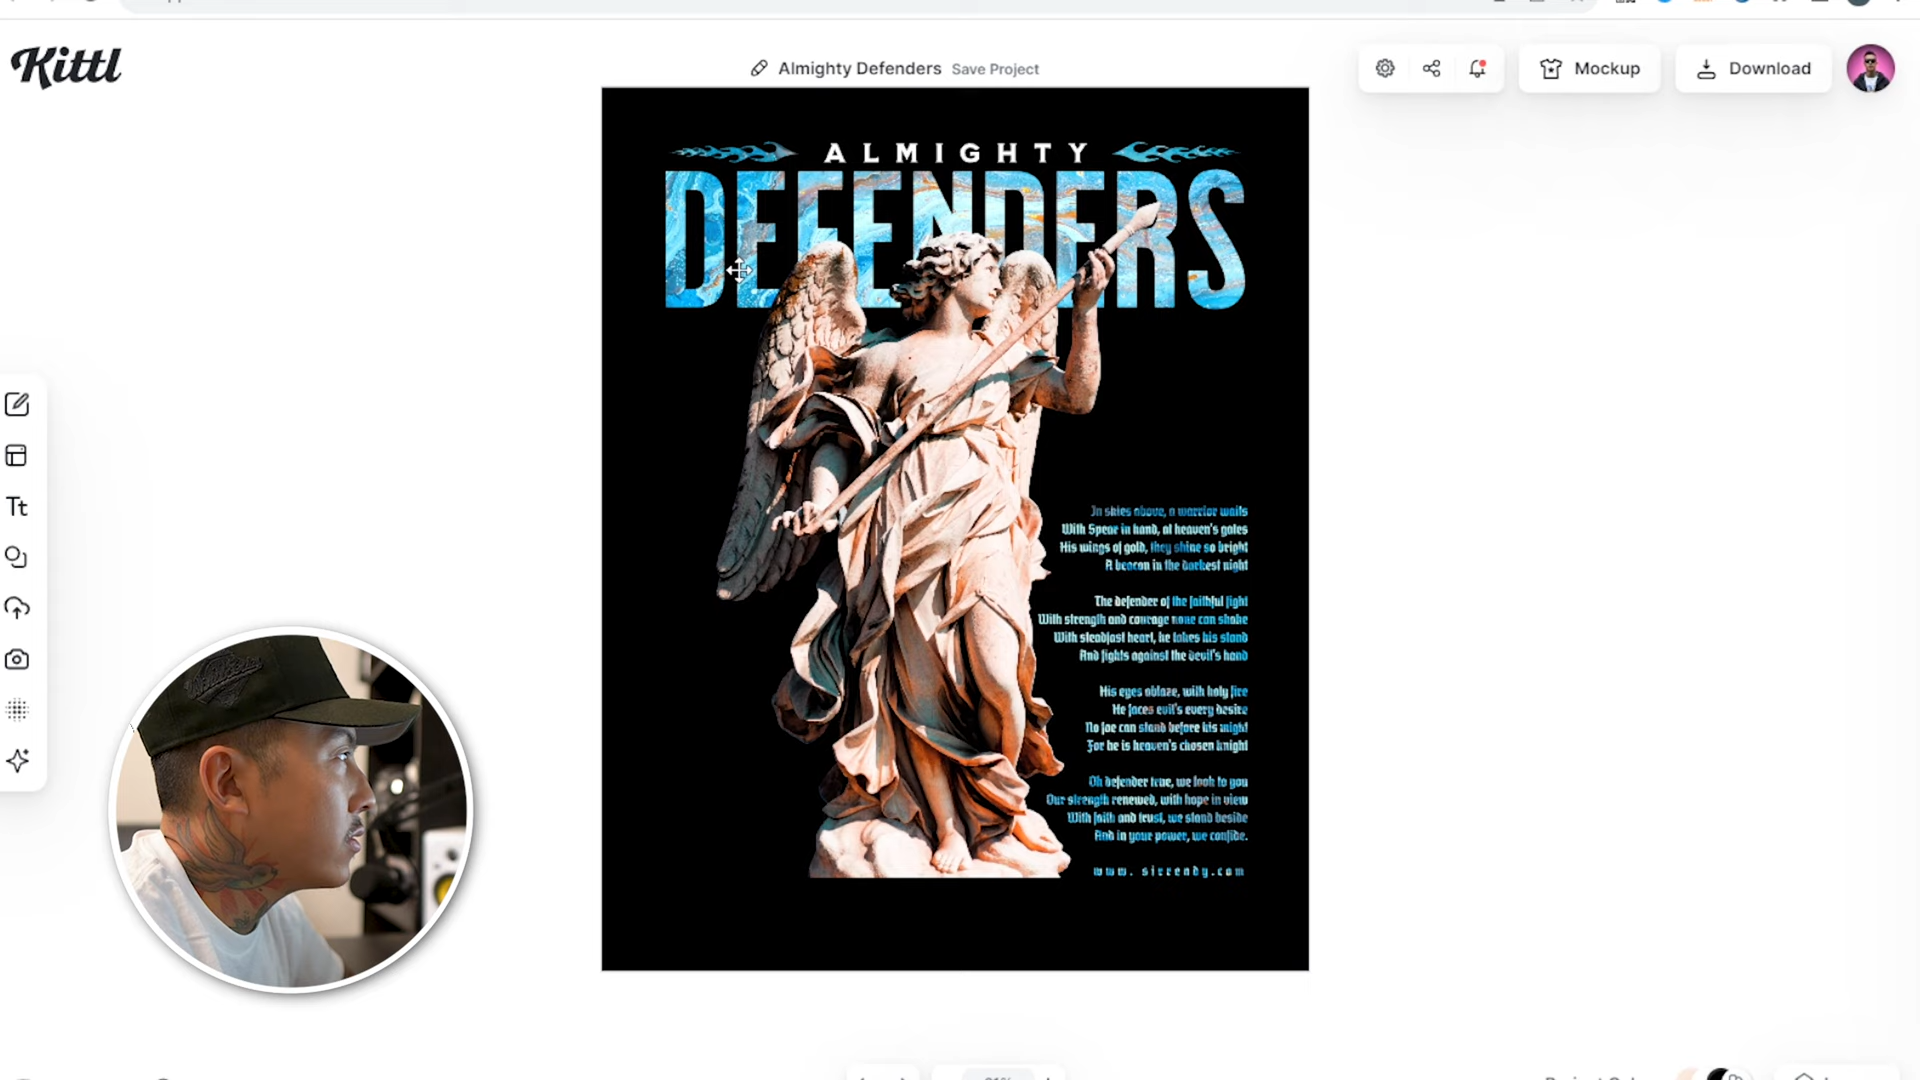 Kittl
Almighty Defenders Save Project
Mockup
Download
ALMIGHTY
DEFENDERS
Tt
In skies above, a warrior waits
With Spear in hand, at heaven's gates
His wings of gold, they shine so bright
A beacon in the darkest night
The defender of the faithful fight
With strength and courage none can shake
With steadfast heart, he takes his stand
And fights against the devil's hand
His eyes ablaze, with holy fire
He faces evil's every desire
No foe can stand before his might
For he is heaven's chosen knight
Oh defender true, we look to you
Our strength renewed, with hope in view
With faith and trust, we stand beside
And in your power, we confide.
www. sirrendy.com